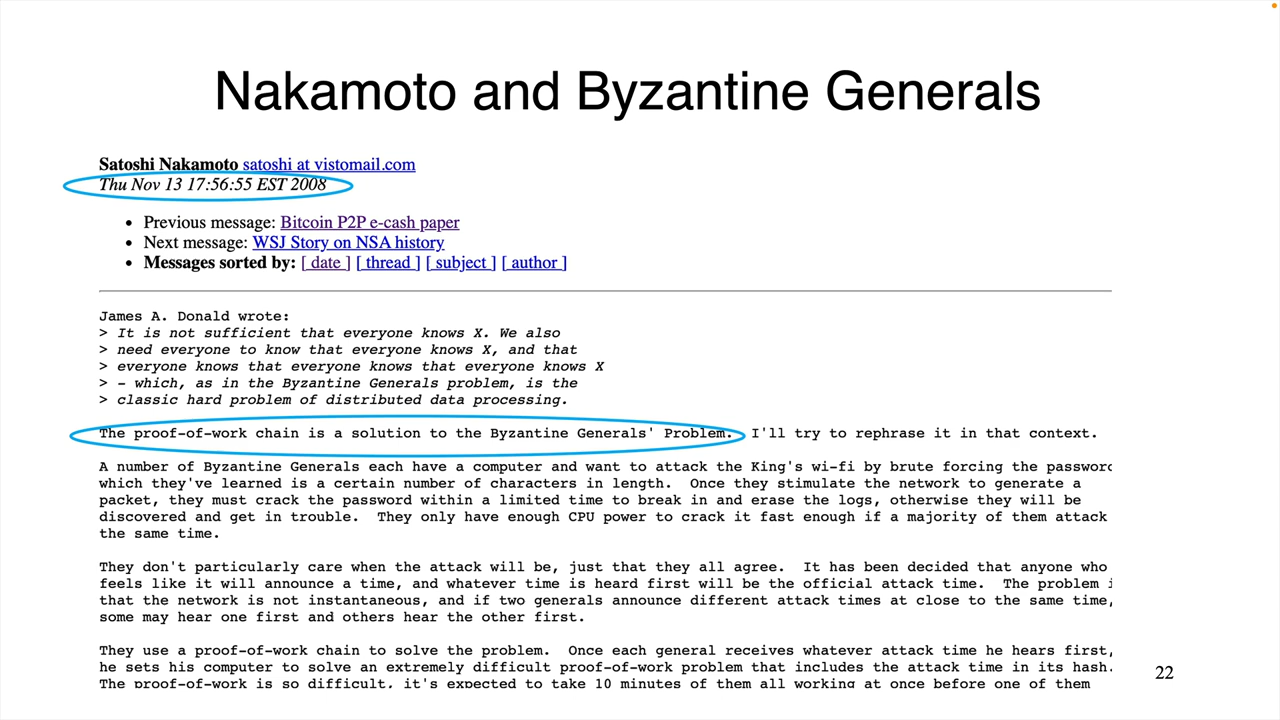 Nakamoto and Byzantine Generals
Satoshi Nakamoto satoshi at vistomail.com
Thu Nov 13 17:56:55 EST 2008
• Previous message: Bitcoin P2P e-cash paper
• Next message: WSJ Story on NSA history
• Messages sorted by: [ date ] [ thread ] [ subject ] [ author ]
James A. Donald wrote:
> It is not sufficient that everyone knows X. We also
> need everyone to know that everyone knows X, and that
> everyone knows that everyone knows that everyone knows X
> - which, as in the Byzantine Generals problem, is the
> classic hard problem of distributed data processing.
The proof-of-work chain is a solution to the Byzantine Generals' Problem.  I'll try to rephrase it in that context.
A number of Byzantine Generals each have a computer and want to attack the King's wi-fi by brute forcing the password
which they've learned is a certain number of characters in length.  Once they stimulate the network to generate a
packet, they must crack the password within a limited time to break in and erase the logs, otherwise they will be
discovered and get in trouble.  They only have enough CPU power to crack it fast enough if a majority of them attack
the same time.
They don't particularly care when the attack will be, just that they all agree.  It has been decided that anyone who
feels like it will announce a time, and whatever time is heard first will be the official attack time.  The problem i
that the network is not instantaneous, and if two generals announce different attack times at close to the same time,
some may hear one first and others hear the other first.
They use a proof-of-work chain to solve the problem.  Once each general receives whatever attack time he hears first,
he sets his computer to solve an extremely difficult proof-of-work problem that includes the attack time in its hash.
The proof-of-work is so difficult, it's expected to take 10 minutes of them all working at once before one of them
22